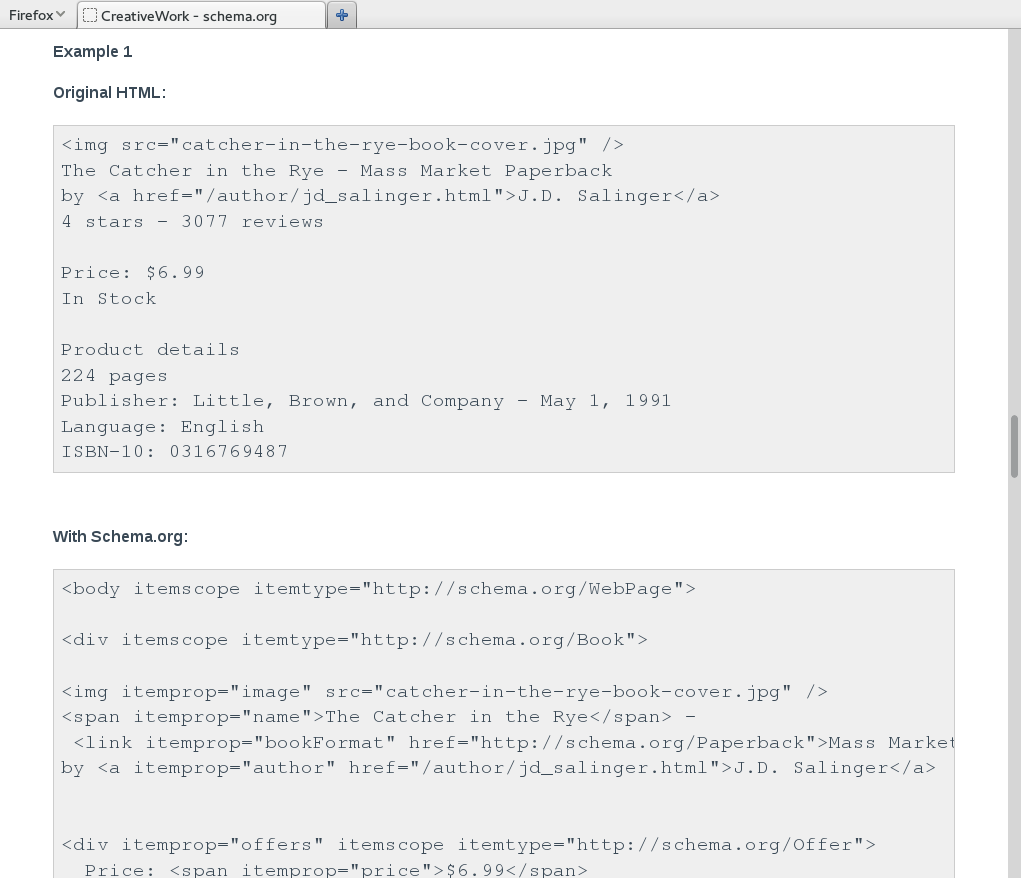 Firefox
CreativeWork - schema.org
Example 1
Original HTML:
<img src="catcher-in-the-rye-book-cover.jpg" />
The Catcher in the Rye - Mass Market Paperback
by <a href="/author/jd_salinger.html">J.D. Salinger</a>
4 stars - 3077 reviews
Price: $6.99
In Stock
Product details
224 pages
Publisher: Little, Brown, and Company - May 1, 1991
Language: English
ISBN-10: 0316769487
With Schema.org:
<body itemscope itemtype="http://schema.org/WebPage">
<div itemscope itemtype="http://schema.org/Book">
<img itemprop="image" src="catcher-in-the-rye-book-cover.jpg" />
<span itemprop="name">The Catcher in the Rye</span> -
<link itemprop="bookFormat" href="http://schema.org/Paperback">Mass Market
by <a itemprop="author" href="/author/jd_salinger.html">J.D. Salinger</a>
<div itemprop="offers" itemscope itemtype="http://schema.org/Offer">
Price: <span itemprop="price">$6.99</span>